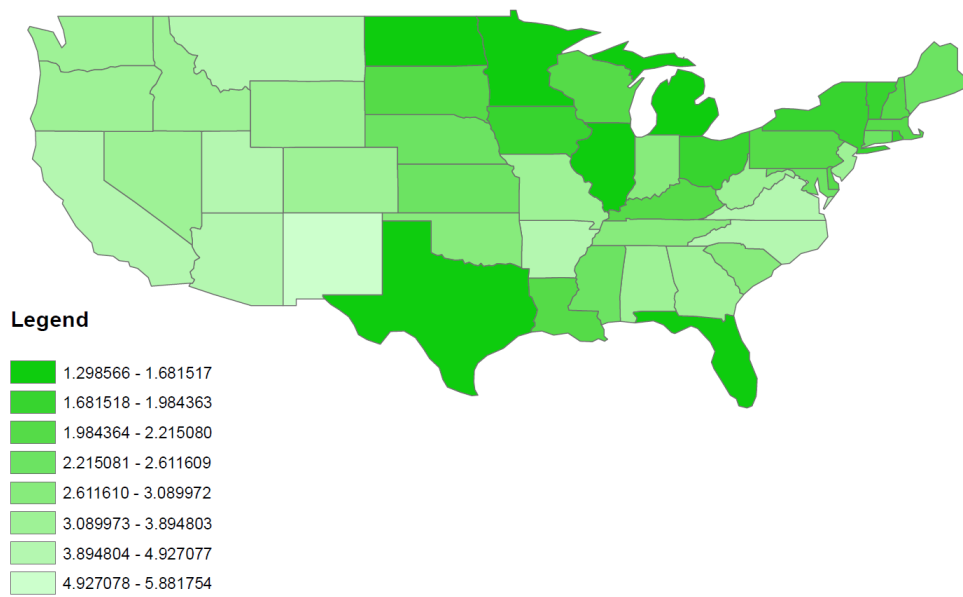 Legend
1.298566 - 1.681517
1.681518 - 1.984363
1.984364 - 2.215080
2.215081 - 2.611609
2.611610 - 3.089972
3.089973 - 3.894803
3.894804 - 4.927077
4.927078 - 5.881754